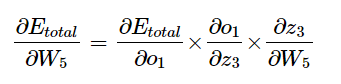 ∂E_total/∂W_5 = ∂E_total/∂o_1 × ∂o_1/∂z_3 × ∂z_3/∂W_5